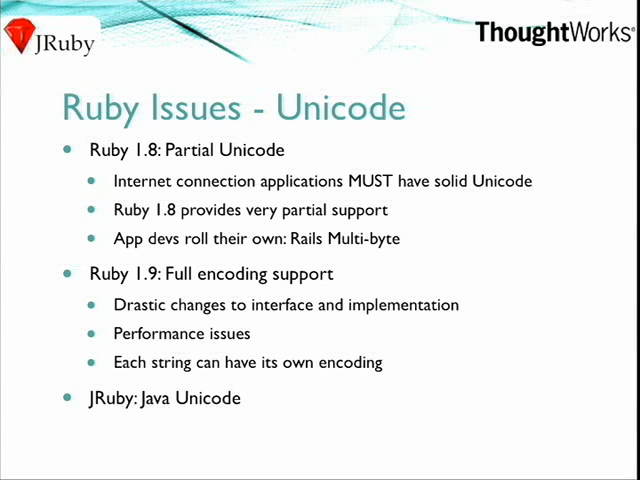 JRuby
ThoughtWorks®
Ruby Issues - Unicode
Ruby 1.8: Partial Unicode
Internet connection applications MUST have solid Unicode
Ruby 1.8 provides very partial support
App devs roll their own: Rails Multi-byte
Ruby 1.9: Full encoding support
Drastic changes to interface and implementation
Performance issues
Each string can have its own encoding
JRuby: Java Unicode